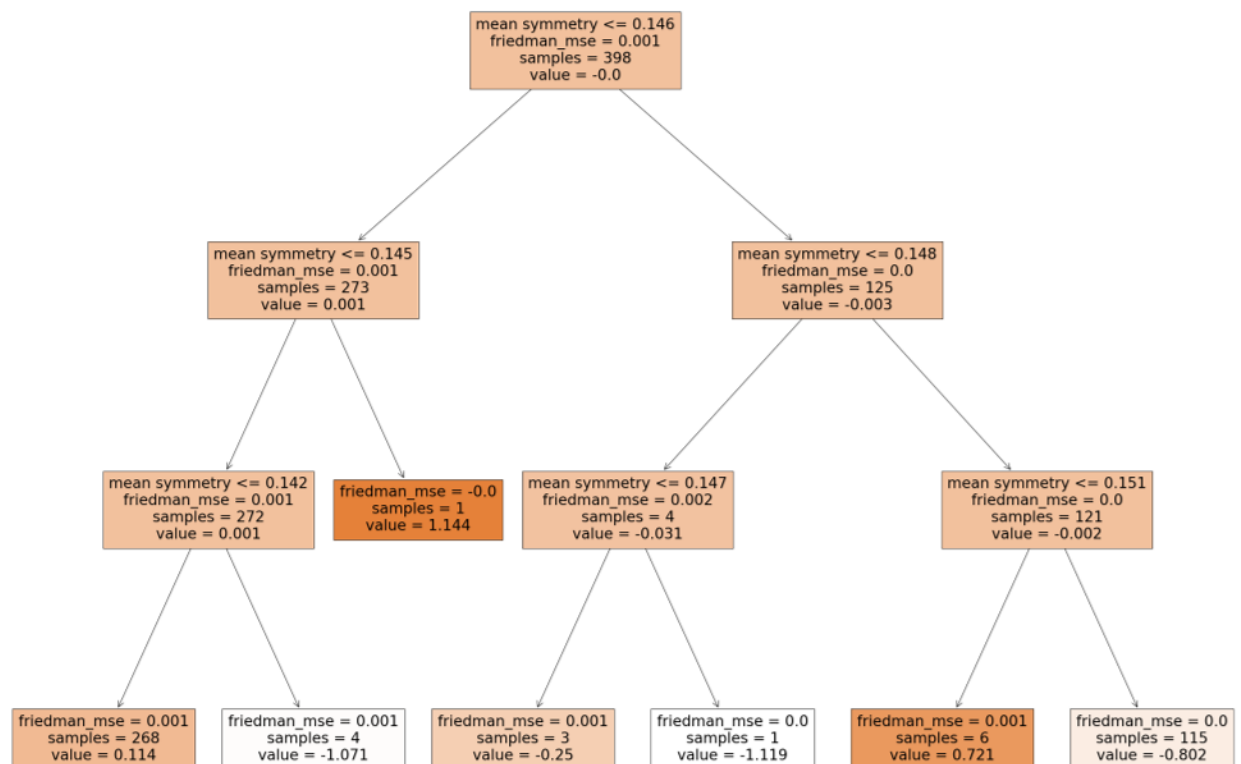 mean symmetry <= 0.146
friedman_mse = 0.001
samples = 398
value = -0.0
mean symmetry <= 0.145
friedman_mse = 0.001
samples = 273
value = 0.001
mean symmetry <= 0.148
friedman_mse = 0.0
samples = 125
value = -0.003
mean symmetry <= 0.142
friedman_mse = 0.001
samples = 272
value = 0.001
friedman_mse = -0.0
samples = 1
value = 1.144
mean symmetry <= 0.147
friedman_mse = 0.002
samples = 4
value = -0.031
mean symmetry <= 0.151
friedman_mse = 0.0
samples = 121
value = -0.002
friedman_mse = 0.001
samples = 268
value = 0.114
friedman_mse = 0.001
samples = 4
value = -1.071
friedman_mse = 0.001
samples = 3
value = -0.25
friedman_mse = 0.0
samples = 1
value = -1.119
friedman_mse = 0.001
samples = 6
value = 0.721
friedman_mse = 0.0
samples = 115
value = -0.802